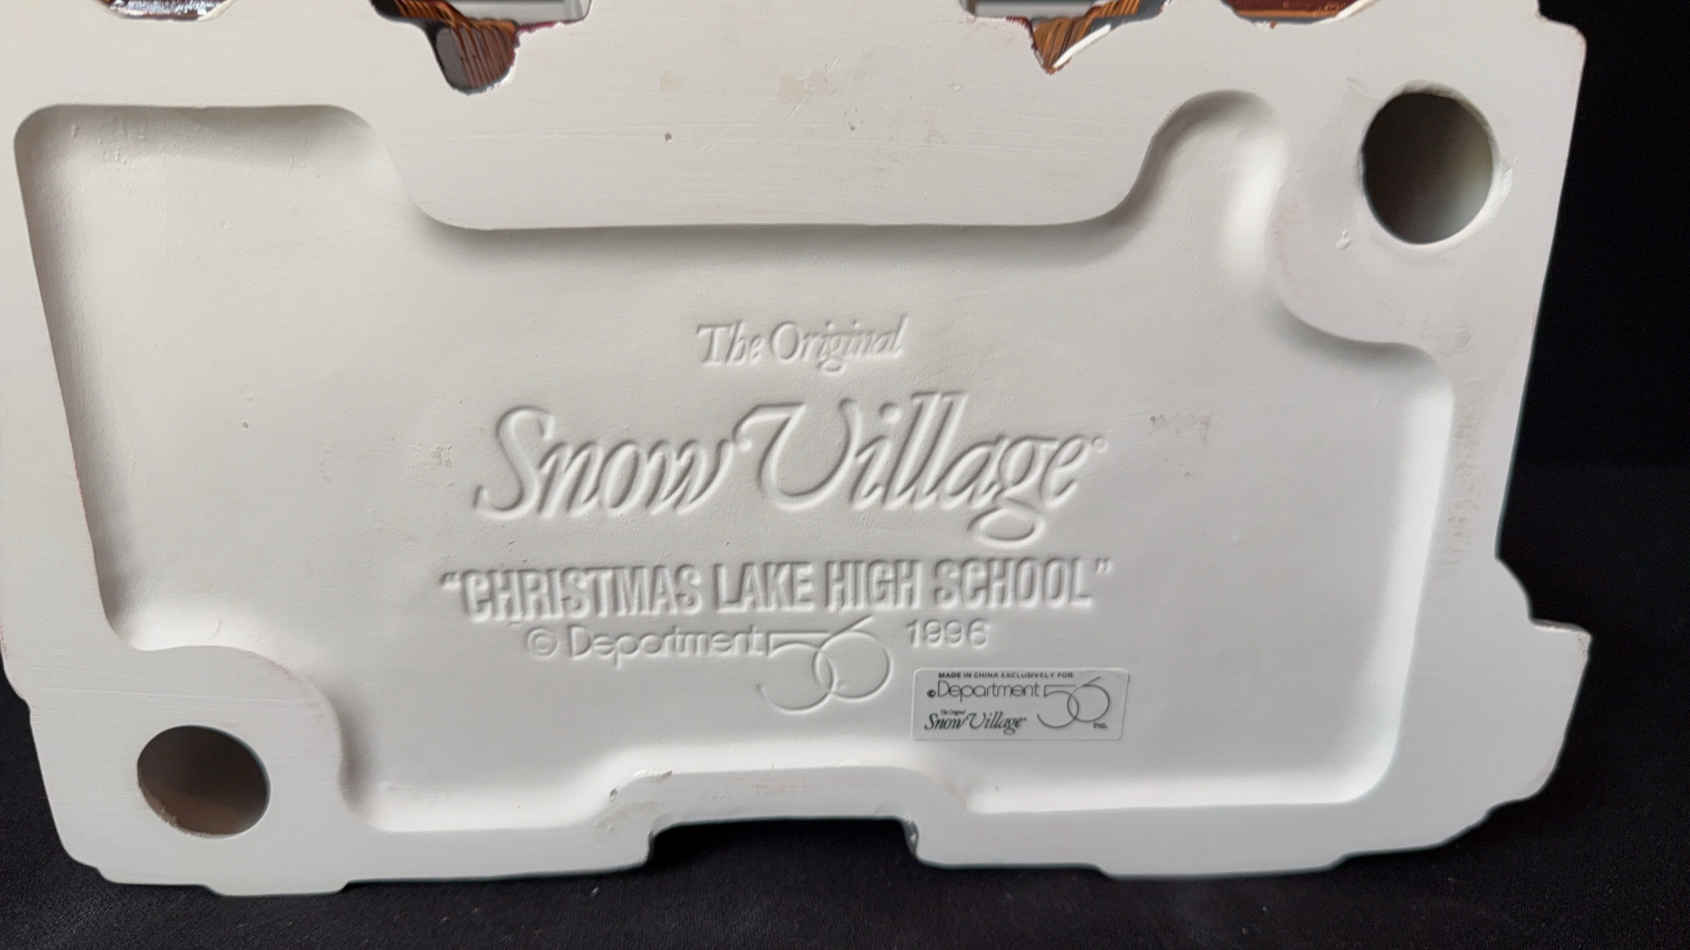 The Original
Snow Village®
"CHRISTMAS LAKE HIGH SCHOOL"
© Department 56 1996
MADE IN CHINA EXCLUSIVELY FOR
©Department 56
The Original
Snow Village® INC.